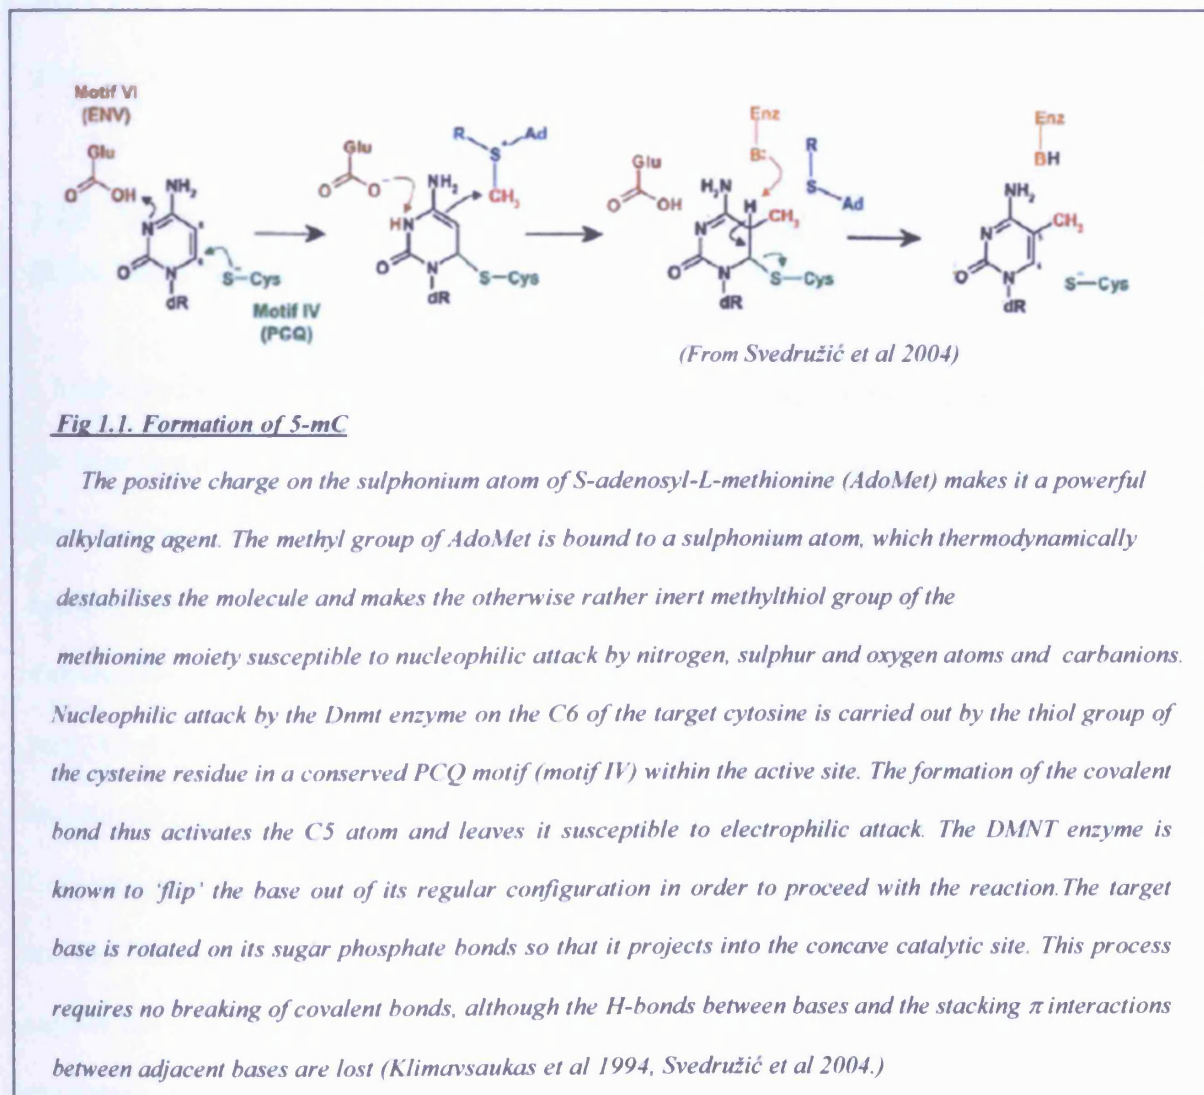 Motif VI
(ENV)
Glu
O
OH
NH₂
N
5
6
O
N
dR
S⁻
Cys
Motif IV
(PCQ)
Glu
O
O⁻
R
S⁺
Ad
CH₃
NH₂
HN
O
N
dR
S
Cys
Glu
O
OH
Enz
B:
R
S
Ad
H₂N
H
CH₃
N
O
N
dR
S
Cys
Enz
BH
NH₂
CH₃
N
5
6
O
N
dR
S⁻
Cys
(From Svedružić et al 2004)
Fig 1.1. Formation of 5-mC
The positive charge on the sulphonium atom of S-adenosyl-L-methionine (AdoMet) makes it a powerful
alkylating agent. The methyl group of AdoMet is bound to a sulphonium atom, which thermodynamically
destabilises the molecule and makes the otherwise rather inert methylthiol group of the
methionine moiety susceptible to nucleophilic attack by nitrogen, sulphur and oxygen atoms and carbanions.
Nucleophilic attack by the Dnmt enzyme on the C6 of the target cytosine is carried out by the thiol group of
the cysteine residue in a conserved PCQ motif (motif IV) within the active site. The formation of the covalent
bond thus activates the C5 atom and leaves it susceptible to electrophilic attack. The DMNT enzyme is
known to 'flip' the base out of its regular configuration in order to proceed with the reaction.The target
base is rotated on its sugar phosphate bonds so that it projects into the concave catalytic site. This process
requires no breaking of covalent bonds, although the H-bonds between bases and the stacking π interactions
between adjacent bases are lost (Klimavsaukas et al 1994, Svedružić et al 2004.)